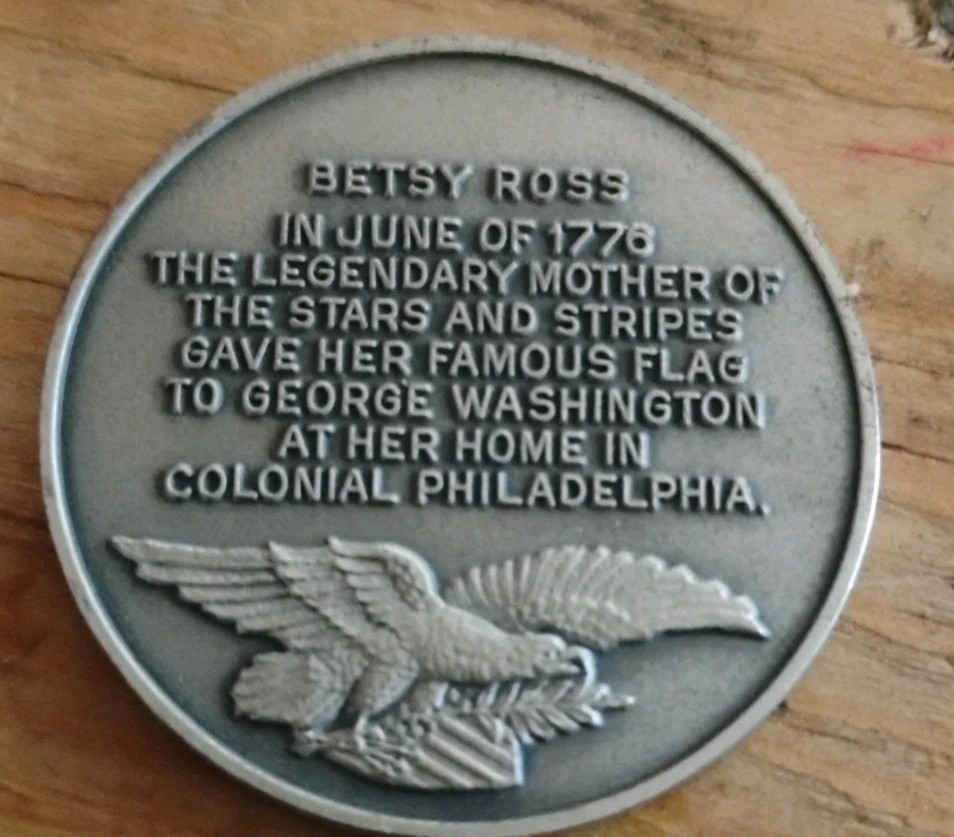 BETSY ROSS
IN JUNE OF 1776
THE LEGENDARY MOTHER OF
THE STARS AND STRIPES
GAVE HER FAMOUS FLAG
TO GEORGE WASHINGTON
AT HER HOME IN
COLONIAL PHILADELPHIA.